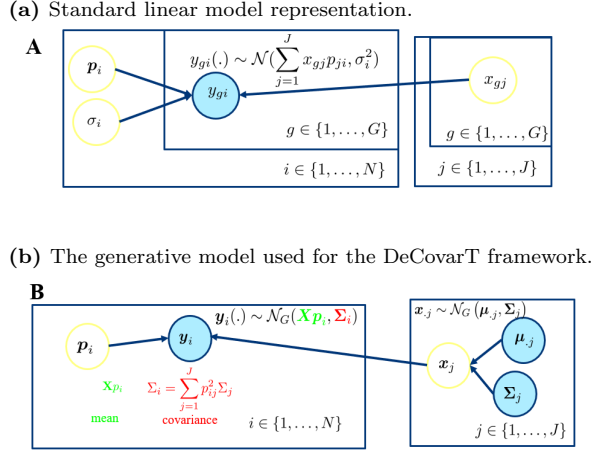 (a) Standard linear model representation.
A
p_i
σ_i
y_{gi}(.) ∼ 𝒩(∑_{j=1}^{J} x_{gj}p_{ji}, σ_i^2)
y_{gi}
g ∈ {1, . . . , G}
i ∈ {1, . . . , N}
x_{gj}
g ∈ {1, . . . , G}
j ∈ {1, . . . , J}
(b) The generative model used for the DeCovarT framework.
B
p_i
y_i(.) ∼ 𝒩_G(Xp_i, Σ_i)
y_i
Xp_i
mean
Σ_i = ∑_{j=1}^{J} p_{ij}^2 Σ_j
covariance
i ∈ {1, . . . , N}
x_{.j} ∼ 𝒩_G(μ_{.j}, Σ_j)
μ_{.j}
x_j
Σ_j
j ∈ {1, . . . , J}